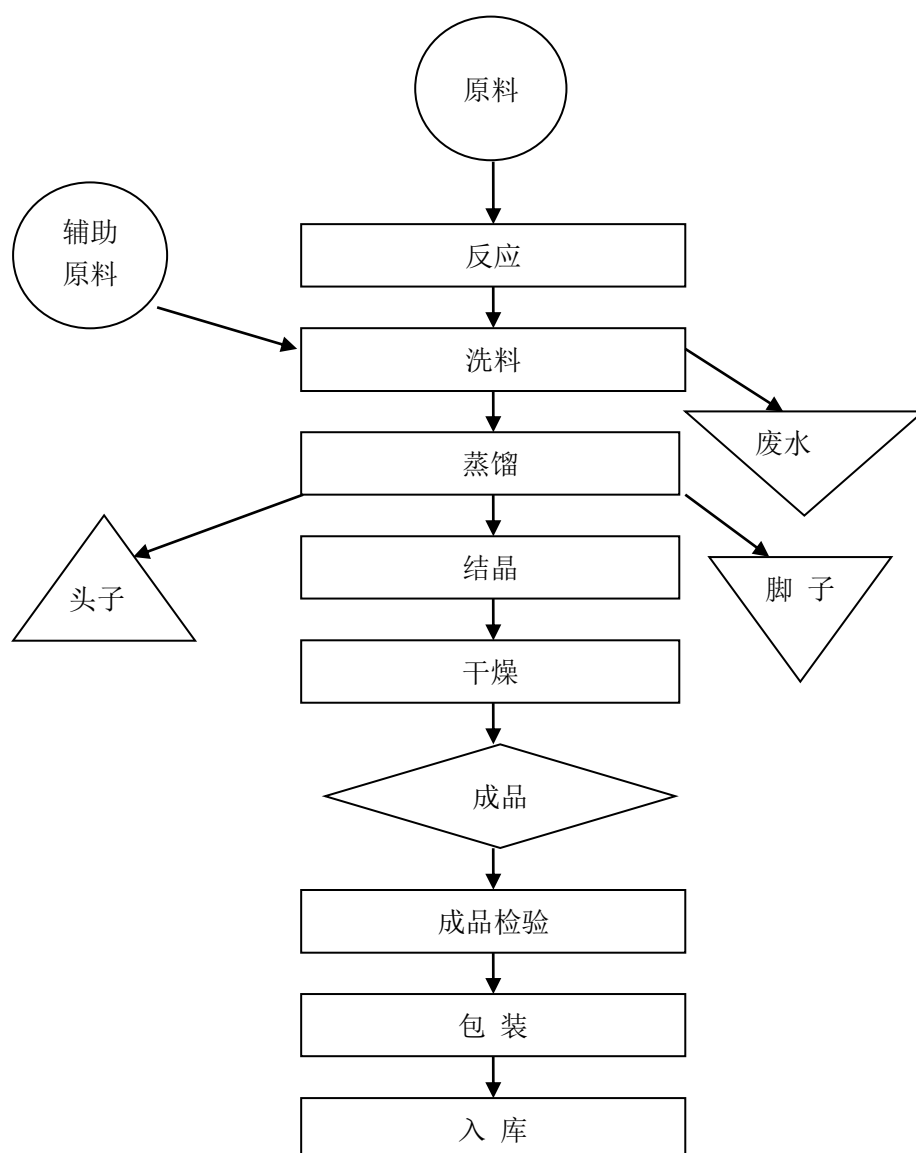 原料
辅助
原料
反应
洗料
废水
蒸馏
头子
结晶
脚 子
干燥
成品
成品检验
包 装
入 库